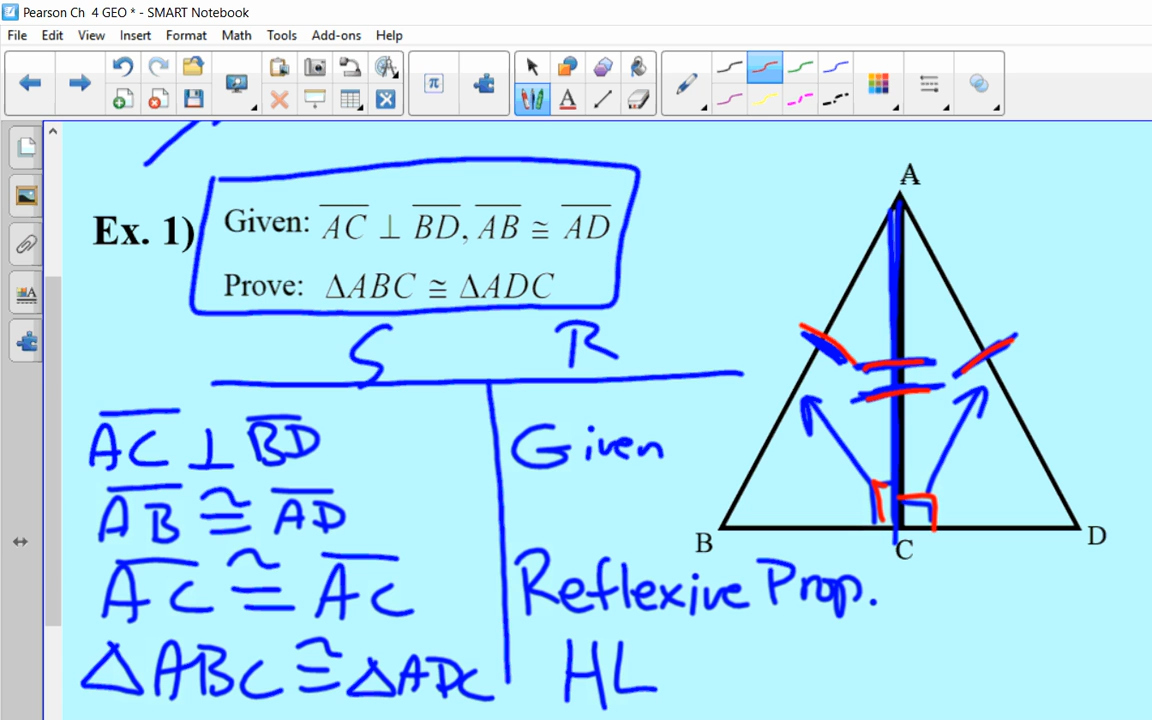 Pearson Ch 4 GEO * - SMART Notebook
File Edit View Insert Format Math Tools Add-ons Help
π
A
Ex. 1) Given: AC ⊥ BD, AB ≅ AD
Prove: ΔABC ≅ ΔADC
S R
AC ⊥ BD Given
AB ≅ AD
AC ≅ AC Reflexive Prop.
ΔABC ≅ ΔADC HL
A
B
C
D